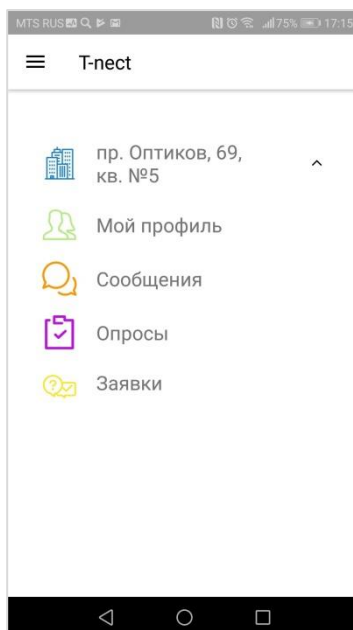 MTS RUS 75% 17:15
T-nect
пр. Оптиков, 69,
кв. №5
Мой профиль
Сообщения
Опросы
Заявки